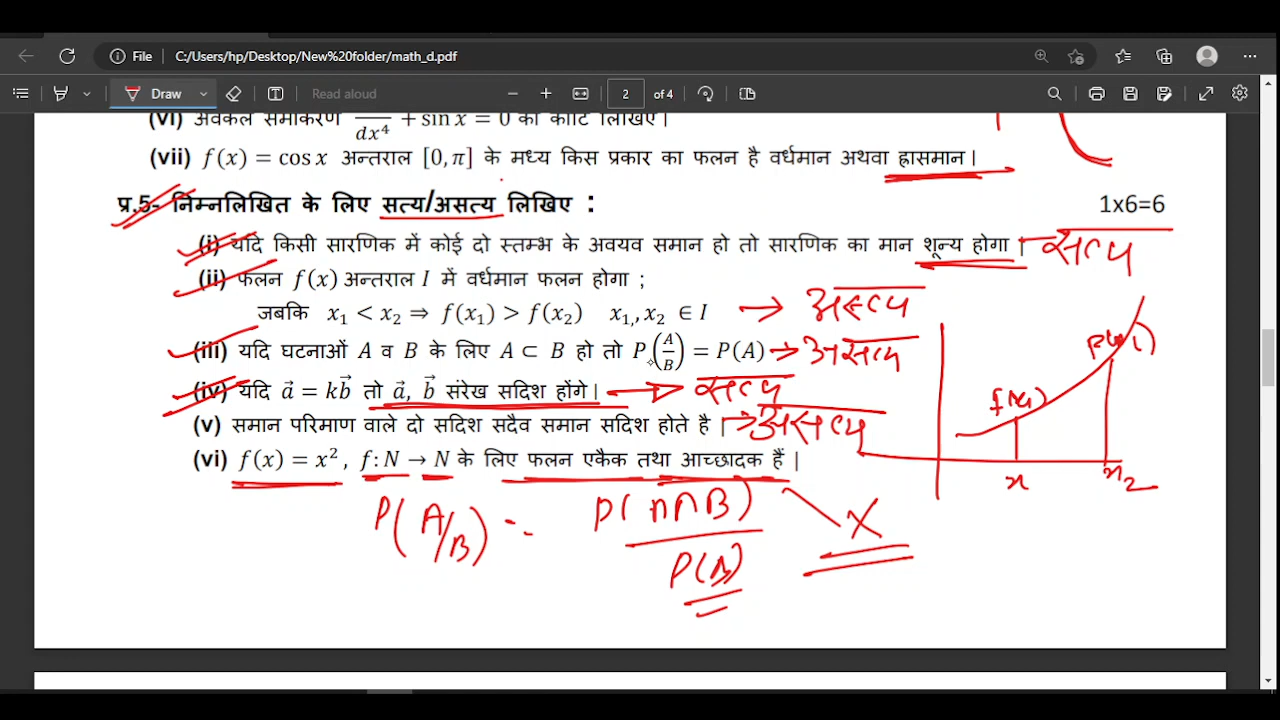 File C:/Users/hp/Desktop/New%20folder/math_d.pdf
Draw Read aloud 2 of 4
(vi) अवकल समीकरण dx⁴ + sin x = 0 की कोटि लिखिए।
(vii) f(x) = cos x अन्तराल [0, π] के मध्य किस प्रकार का फलन है वर्धमान अथवा ह्रासमान।
प्र.5- निम्नलिखित के लिए सत्य/असत्य लिखिए : 1x6=6
(i) यदि किसी सारणिक में कोई दो स्तम्भ के अवयव समान हो तो सारणिक का मान शून्य होगा। सत्य
(ii) फलन f(x) अन्तराल I में वर्धमान फलन होगा ;
जबकि x₁ < x₂ ⇒ f(x₁) > f(x₂) x₁, x₂ ∈ I → असत्य
(iii) यदि घटनाओं A व B के लिए A ⊂ B हो तो P(A/B) = P(A) → असत्य
(iv) यदि a⃗ = kb⃗ तो a⃗, b⃗ संरेख सदिश होंगे। → सत्य
f(x₁)
(v) समान परिमाण वाले दो सदिश सदैव समान सदिश होते है। → असत्य
(vi) f(x) = x², f: N → N के लिए फलन एकैक तथा आच्छादक हैं। X
x x₂
P(A/B) = P(A∩B)
P(B)